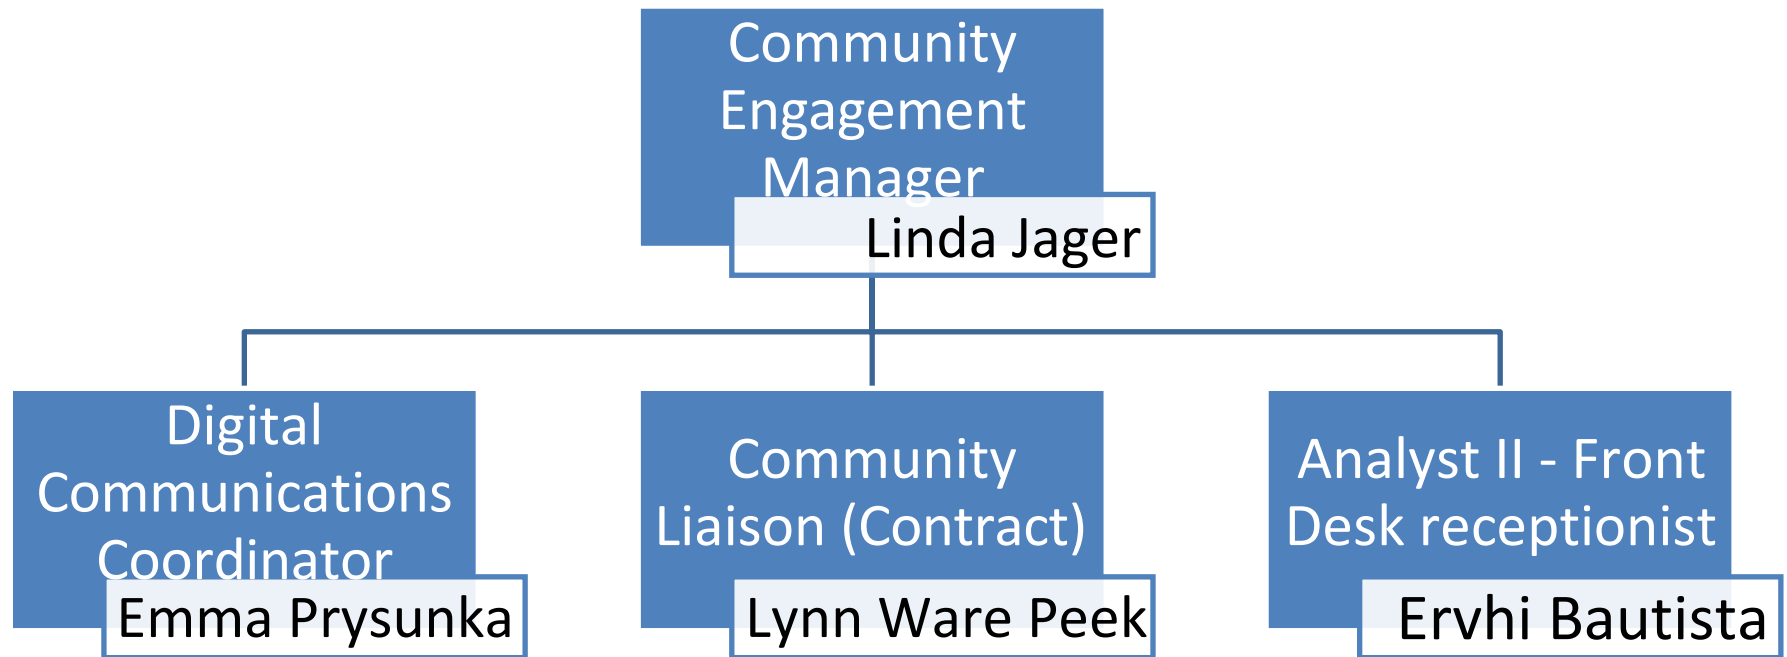 Community
Engagement
Manager
Linda Jager
Digital
Communications
Coordinator
Emma Prysunka
Community
Liaison (Contract)
Lynn Ware Peek
Analyst II - Front
Desk receptionist
Ervhi Bautista